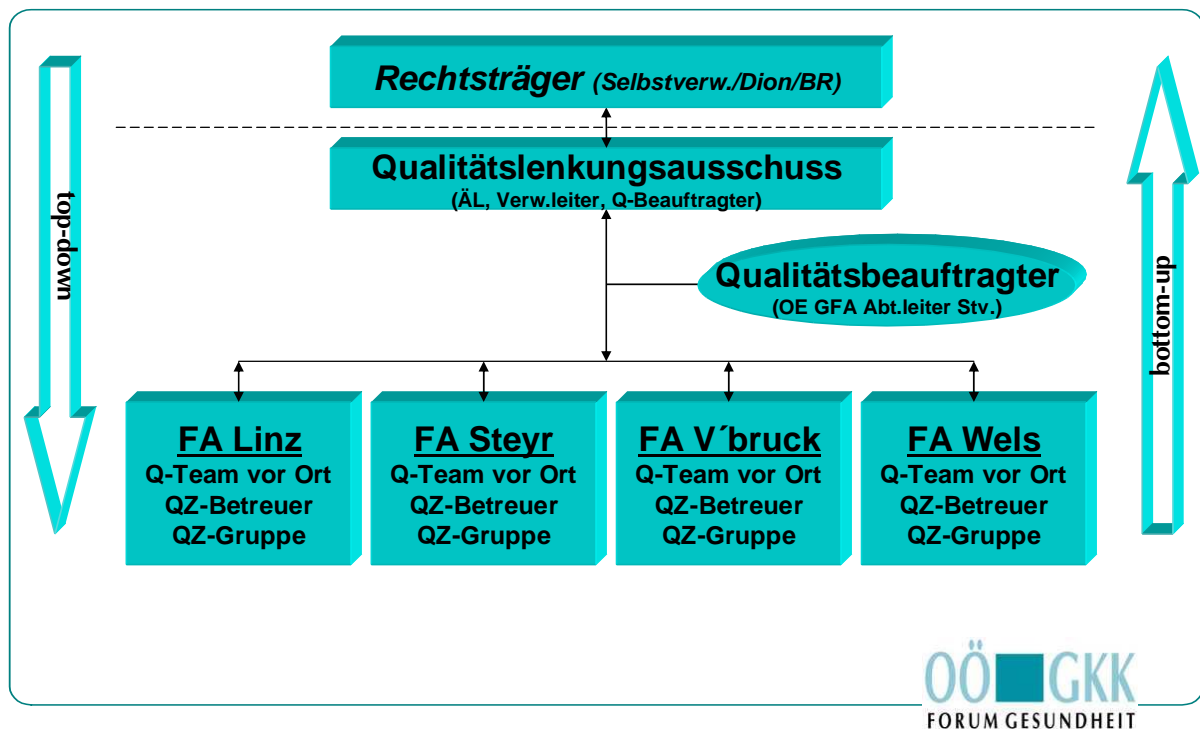 Rechtsträger (Selbstverw./Dion/BR)
Qualitätslenkungsausschuss
(ÄL, Verw.leiter, Q-Beauftragter)
top-down
Qualitätsbeauftragter
(OE GFA Abt.leiter Stv.)
bottom-up
FA Linz
Q-Team vor Ort
QZ-Betreuer
QZ-Gruppe
FA Steyr
Q-Team vor Ort
QZ-Betreuer
QZ-Gruppe
FA V´bruck
Q-Team vor Ort
QZ-Betreuer
QZ-Gruppe
FA Wels
Q-Team vor Ort
QZ-Betreuer
QZ-Gruppe
OÖ GKK
FORUM GESUNDHEIT